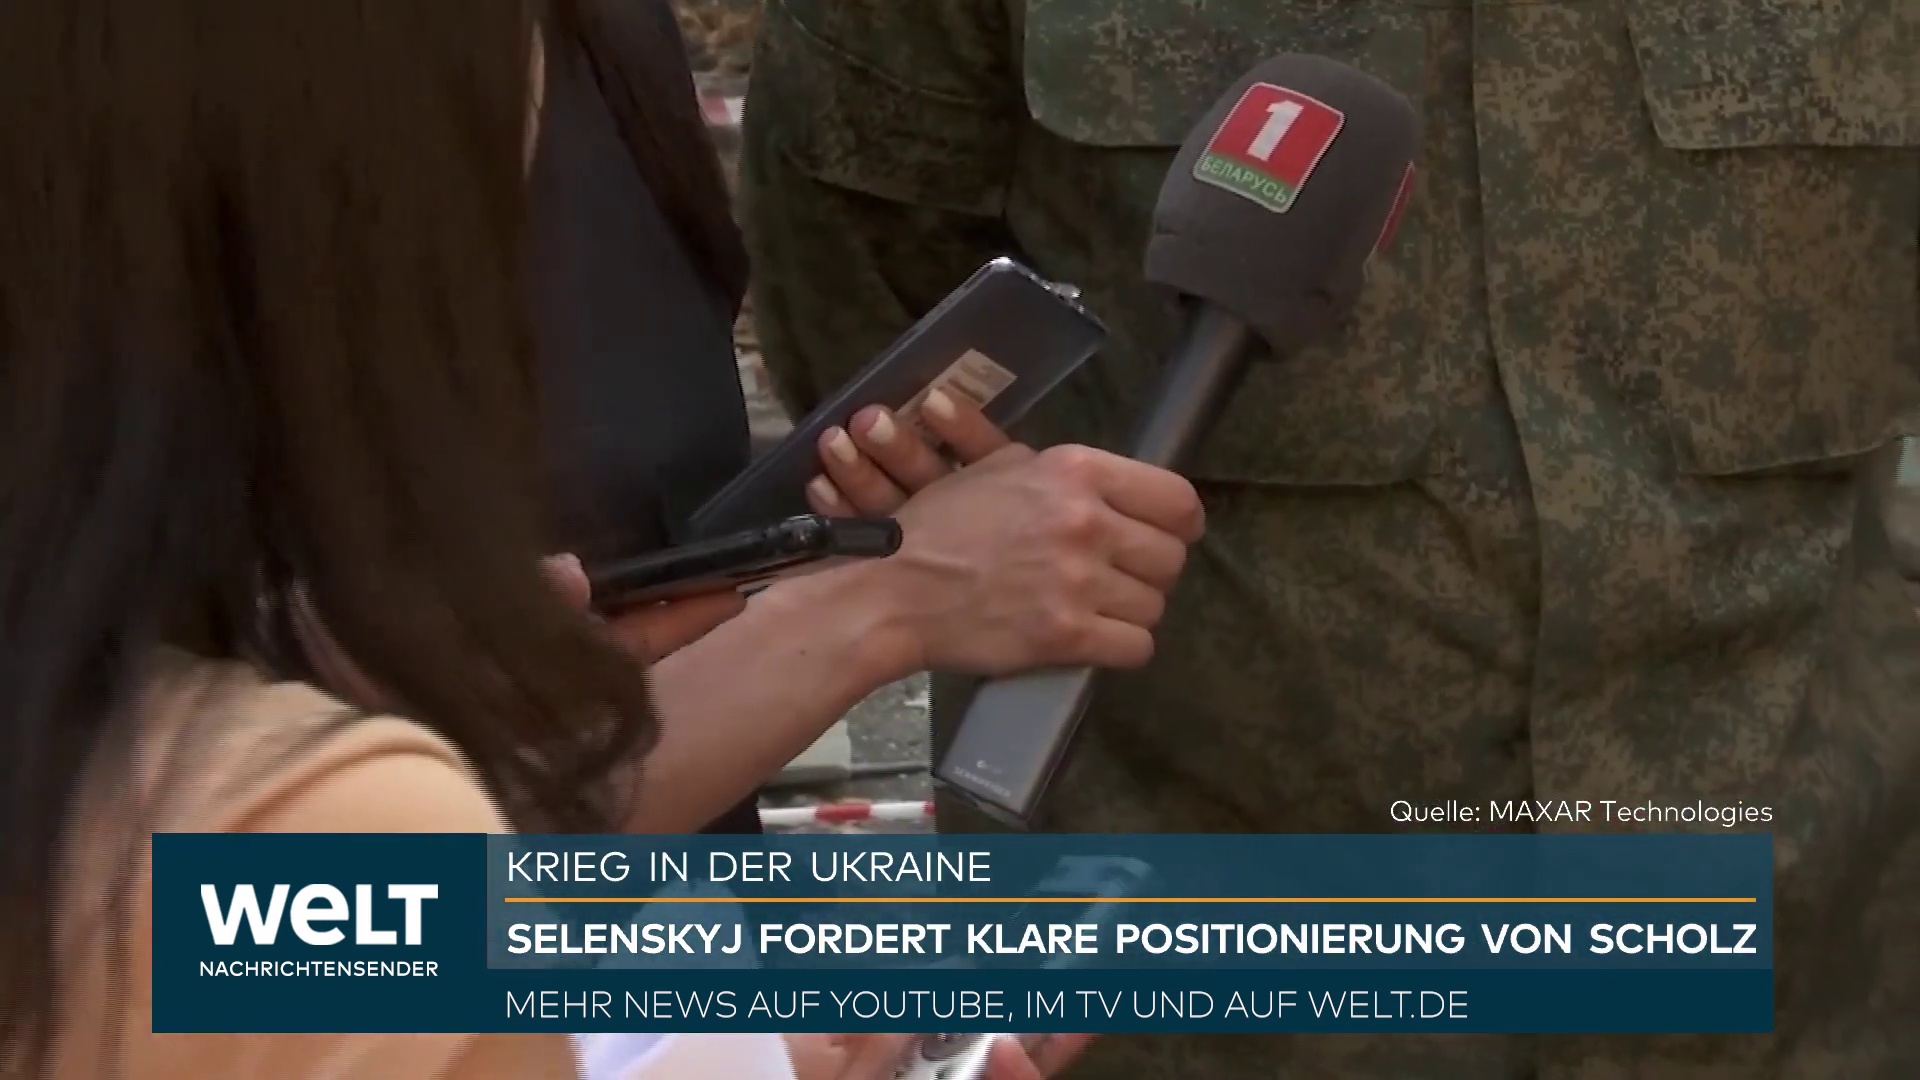 1
БЕЛАРУСЬ
SENNHEISER
Quelle: MAXAR Technologies
KRIEG IN DER UKRAINE
welt
NACHRICHTENSENDER
SELENSKYJ FORDERT KLARE POSITIONIERUNG VON SCHOLZ
MEHR NEWS AUF YOUTUBE, IM TV UND AUF WELT.DE